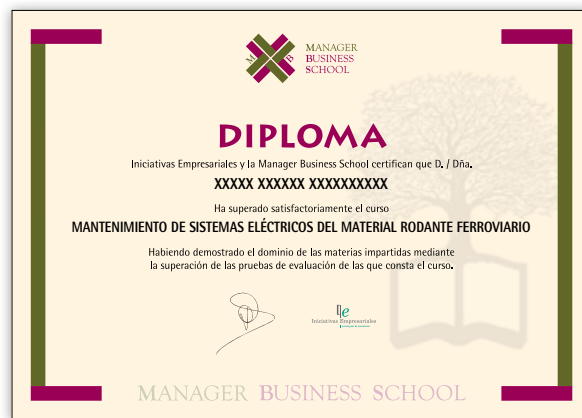 M B
MANAGER
BUSINESS
SCHOOL
DIPLOMA
Iniciativas Empresariales y la Manager Business School certifican que D. / Dña.
XXXXX XXXXXX XXXXXXXXXX
Ha superado satisfactoriamente el curso
MANTENIMIENTO DE SISTEMAS ELÉCTRICOS DEL MATERIAL RODANTE FERROVIARIO
Habiendo demostrado el dominio de las materias impartidas mediante
la superación de las pruebas de evaluación de las que consta el curso.
Iniciativas Empresariales
MANAGER BUSINESS SCHOOL